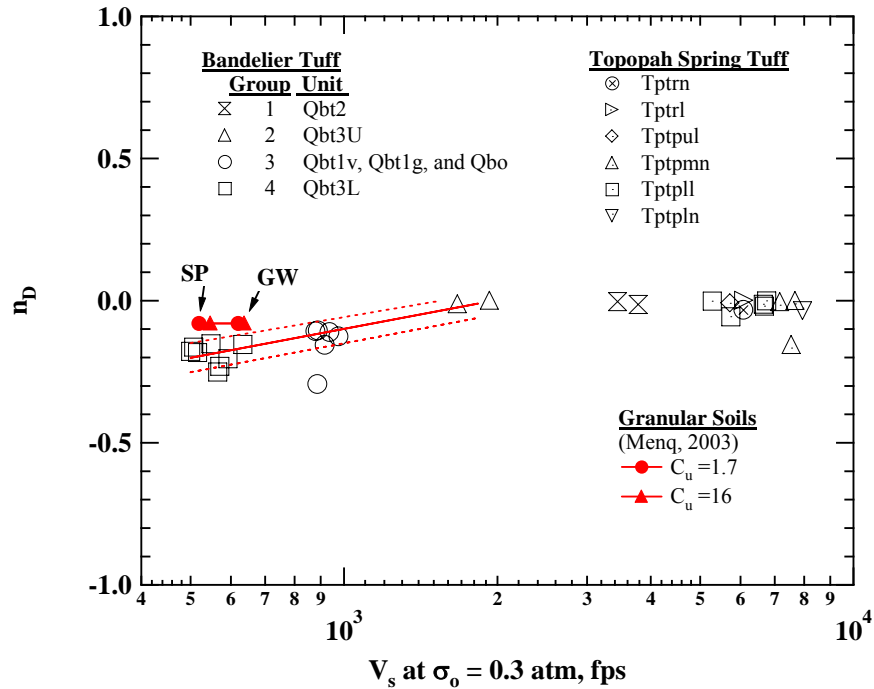 1.0
0.5
0.0
-0.5
-1.0
n_D
Bandelier Tuff
Group Unit
1 Qbt2
2 Qbt3U
3 Qbt1v, Qbt1g, and Qbo
4 Qbt3L
Topopah Spring Tuff
Tptrn
Tptrl
Tptpul
Tptpmn
Tptpll
Tptpln
SP
GW
Granular Soils
(Menq, 2003)
C_u =1.7
C_u =16
4 5 6 7 8 9 2 3 4 5 6 7 8 9
10^3 10^4
V_s at σ_o = 0.3 atm, fps